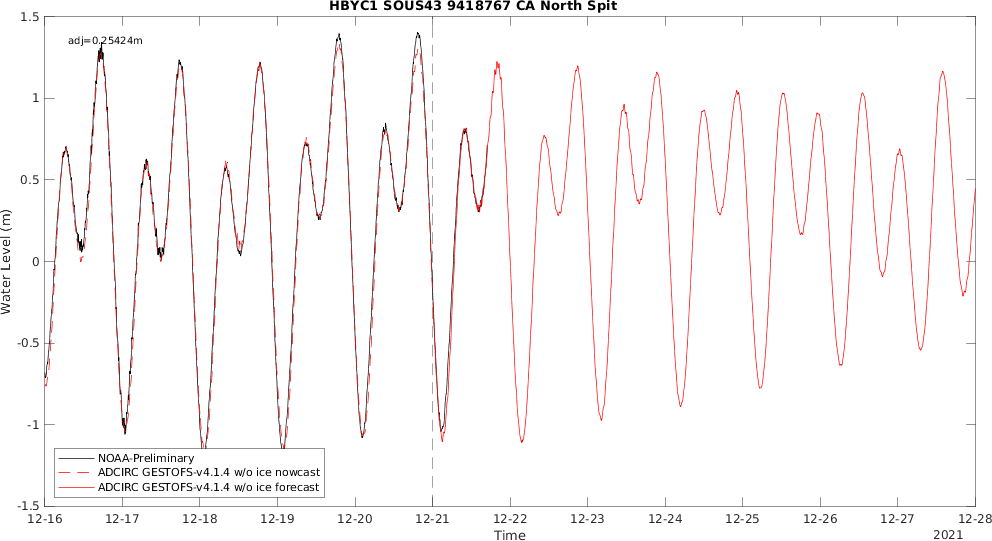 HBYC1 SOUS43 9418767 CA North Spit
adj=0.25424m
Water Level (m)
1.5
1
0.5
0
-0.5
-1
-1.5
NOAA-Preliminary
ADCIRC GESTOFS-v4.1.4 w/o ice nowcast
ADCIRC GESTOFS-v4.1.4 w/o ice forecast
12-16 12-17 12-18 12-19 12-20 12-21 12-22 12-23 12-24 12-25 12-26 12-27 12-28
Time
2021